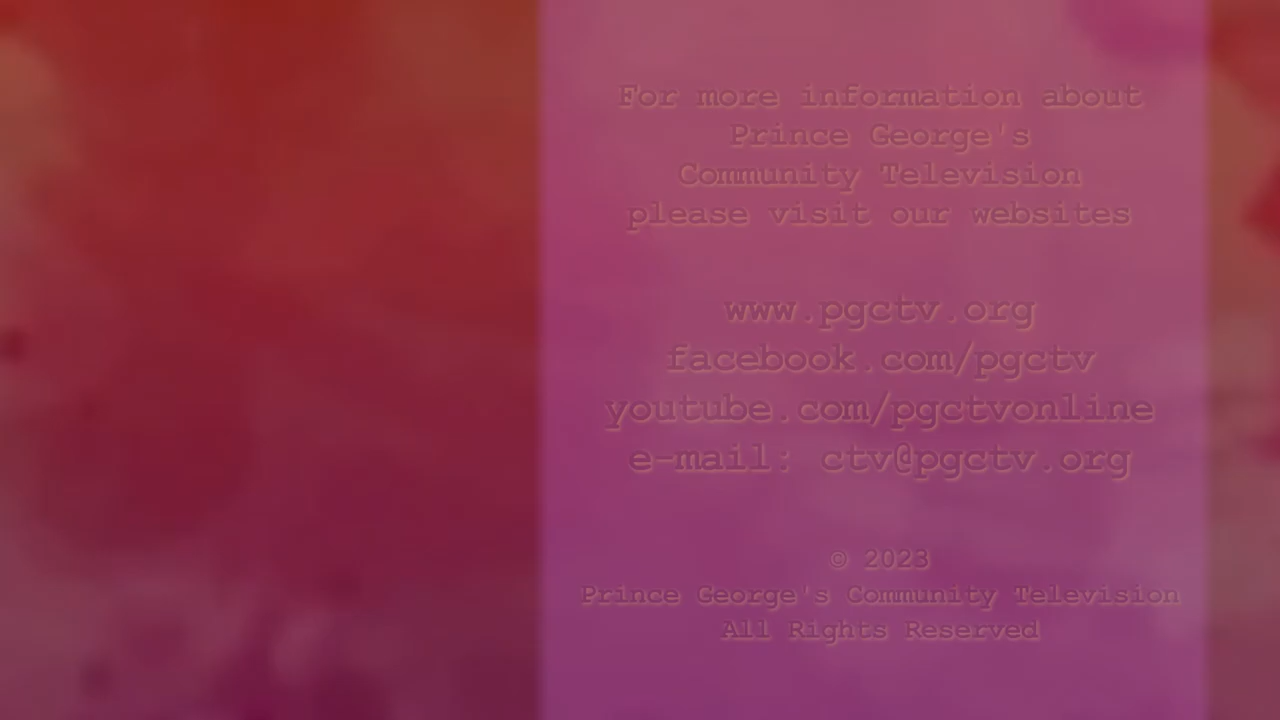 For more information about
Prince George's
Community Television
please visit our websites
www.pgctv.org
facebook.com/pgctv
youtube.com/pgctvonline
e-mail: ctv@pgctv.org
© 2023
Prince George's Community Television
All Rights Reserved